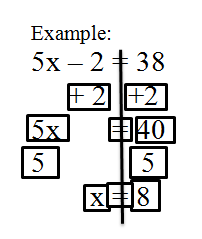 Example:
5x – 2 = 38
+ 2 +2
5x = 40
5 5
x = 8